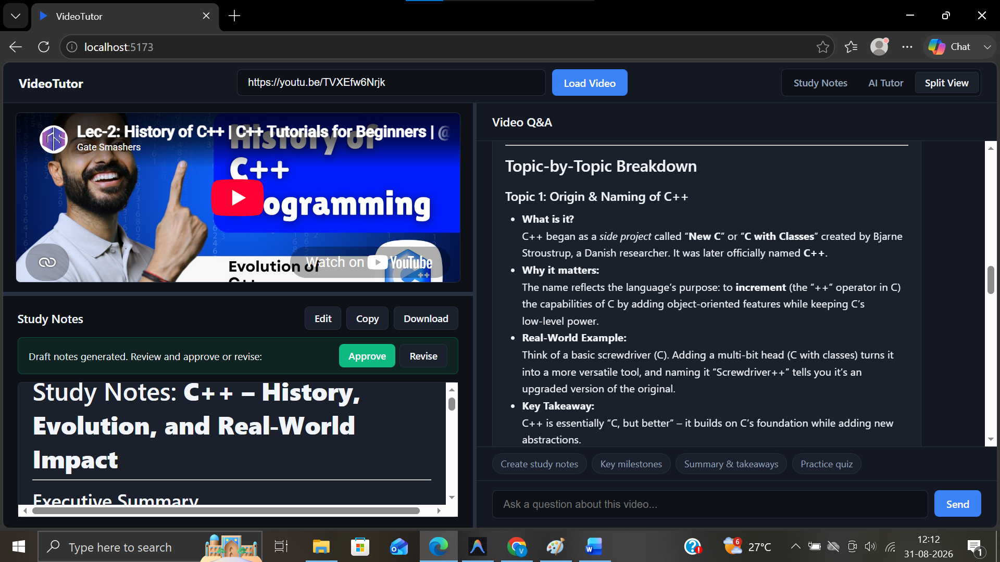 VideoTutor
localhost:5173
Chat
VideoTutor
https://youtu.be/TVXEfw6Nrjk
Load Video
Study Notes
AI Tutor
Split View
Lec-2: History of C++ | C++ Tutorials for Beginners | @
Gate Smashers
History of
C++
ogramming
Evolution of
Watch on YouTube
Study Notes
Edit
Copy
Download
Draft notes generated. Review and approve or revise:
Approve
Revise
Study Notes: C++ – History,
Evolution, and Real-World
Impact
Executive Summary
Video Q&A
Topic-by-Topic Breakdown
Topic 1: Origin & Naming of C++
• What is it?
C++ began as a side project called “New C” or “C with Classes” created by Bjarne
Stroustrup, a Danish researcher. It was later officially named C++.
• Why it matters:
The name reflects the language’s purpose: to increment (the “++” operator in C)
the capabilities of C by adding object-oriented features while keeping C’s
low-level power.
• Real-World Example:
Think of a basic screwdriver (C). Adding a multi-bit head (C with classes) turns it
into a more versatile tool, and naming it “Screwdriver++” tells you it’s an
upgraded version of the original.
• Key Takeaway:
C++ is essentially “C, but better” – it builds on C’s foundation while adding new
abstractions.
Create study notes
Key milestones
Summary & takeaways
Practice quiz
Ask a question about this video...
Send
Type here to search
6
27°C
12:12
31-08-2026
1